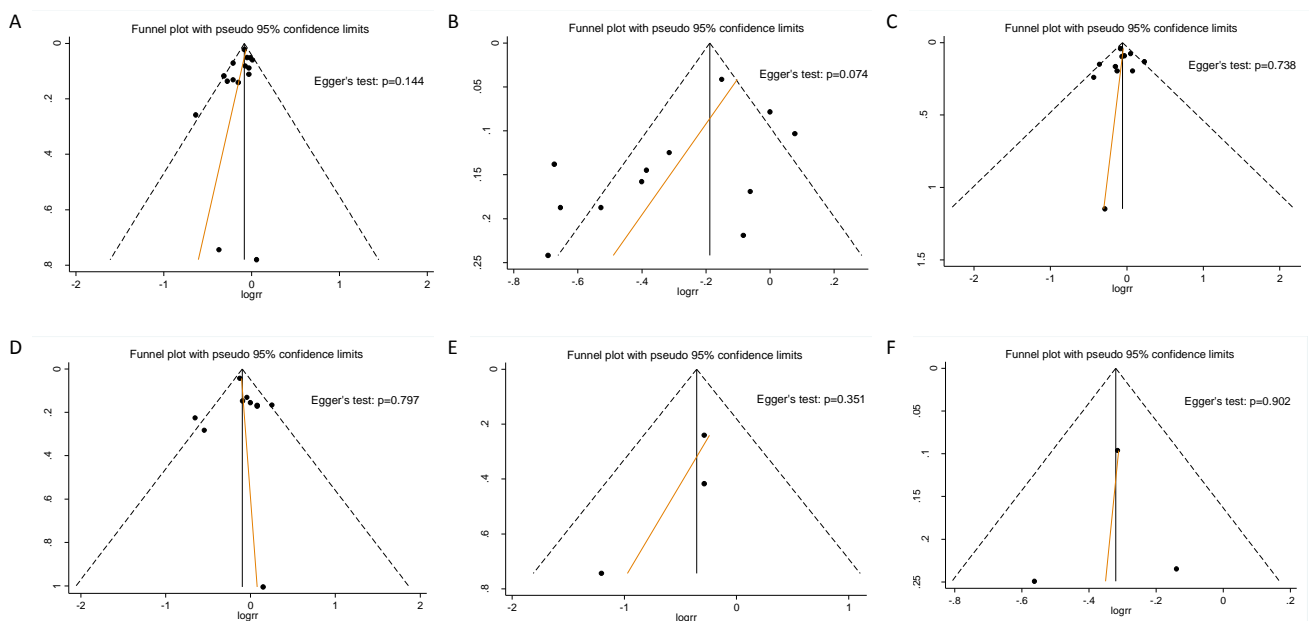 A
Funnel plot with pseudo 95% confidence limits
Egger's test: p=0.144
0
.2
.4
.6
.8
-2
-1
0
1
2
logrr
B
Funnel plot with pseudo 95% confidence limits
Egger's test: p=0.074
0
.05
.1
.15
.2
.25
-.8
-.6
-.4
-.2
0
.2
logrr
C
Funnel plot with pseudo 95% confidence limits
Egger's test: p=0.738
0
.5
1
1.5
-2
-1
0
1
2
logrr
D
Funnel plot with pseudo 95% confidence limits
Egger's test: p=0.797
0
.2
.4
.6
.8
1
-2
-1
0
1
2
logrr
E
Funnel plot with pseudo 95% confidence limits
Egger's test: p=0.351
0
.2
.4
.6
.8
-2
-1
0
1
logrr
F
Funnel plot with pseudo 95% confidence limits
Egger's test: p=0.902
0
.05
.1
.15
.2
.25
-.8
-.6
-.4
-.2
0
.2
logrr